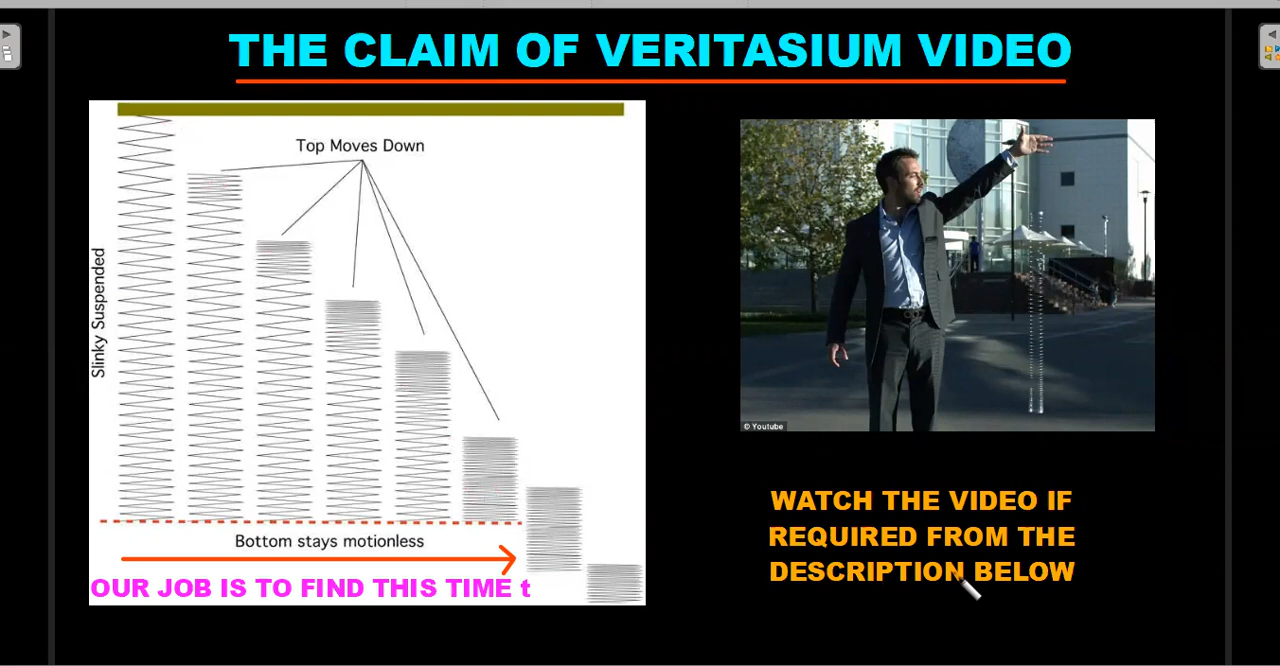 THE CLAIM OF VERITASIUM VIDEO
Top Moves Down
Slinky Suspended
Bottom stays motionless
OUR JOB IS TO FIND THIS TIME t
© Youtube
WATCH THE VIDEO IF
REQUIRED FROM THE
DESCRIPTION BELOW